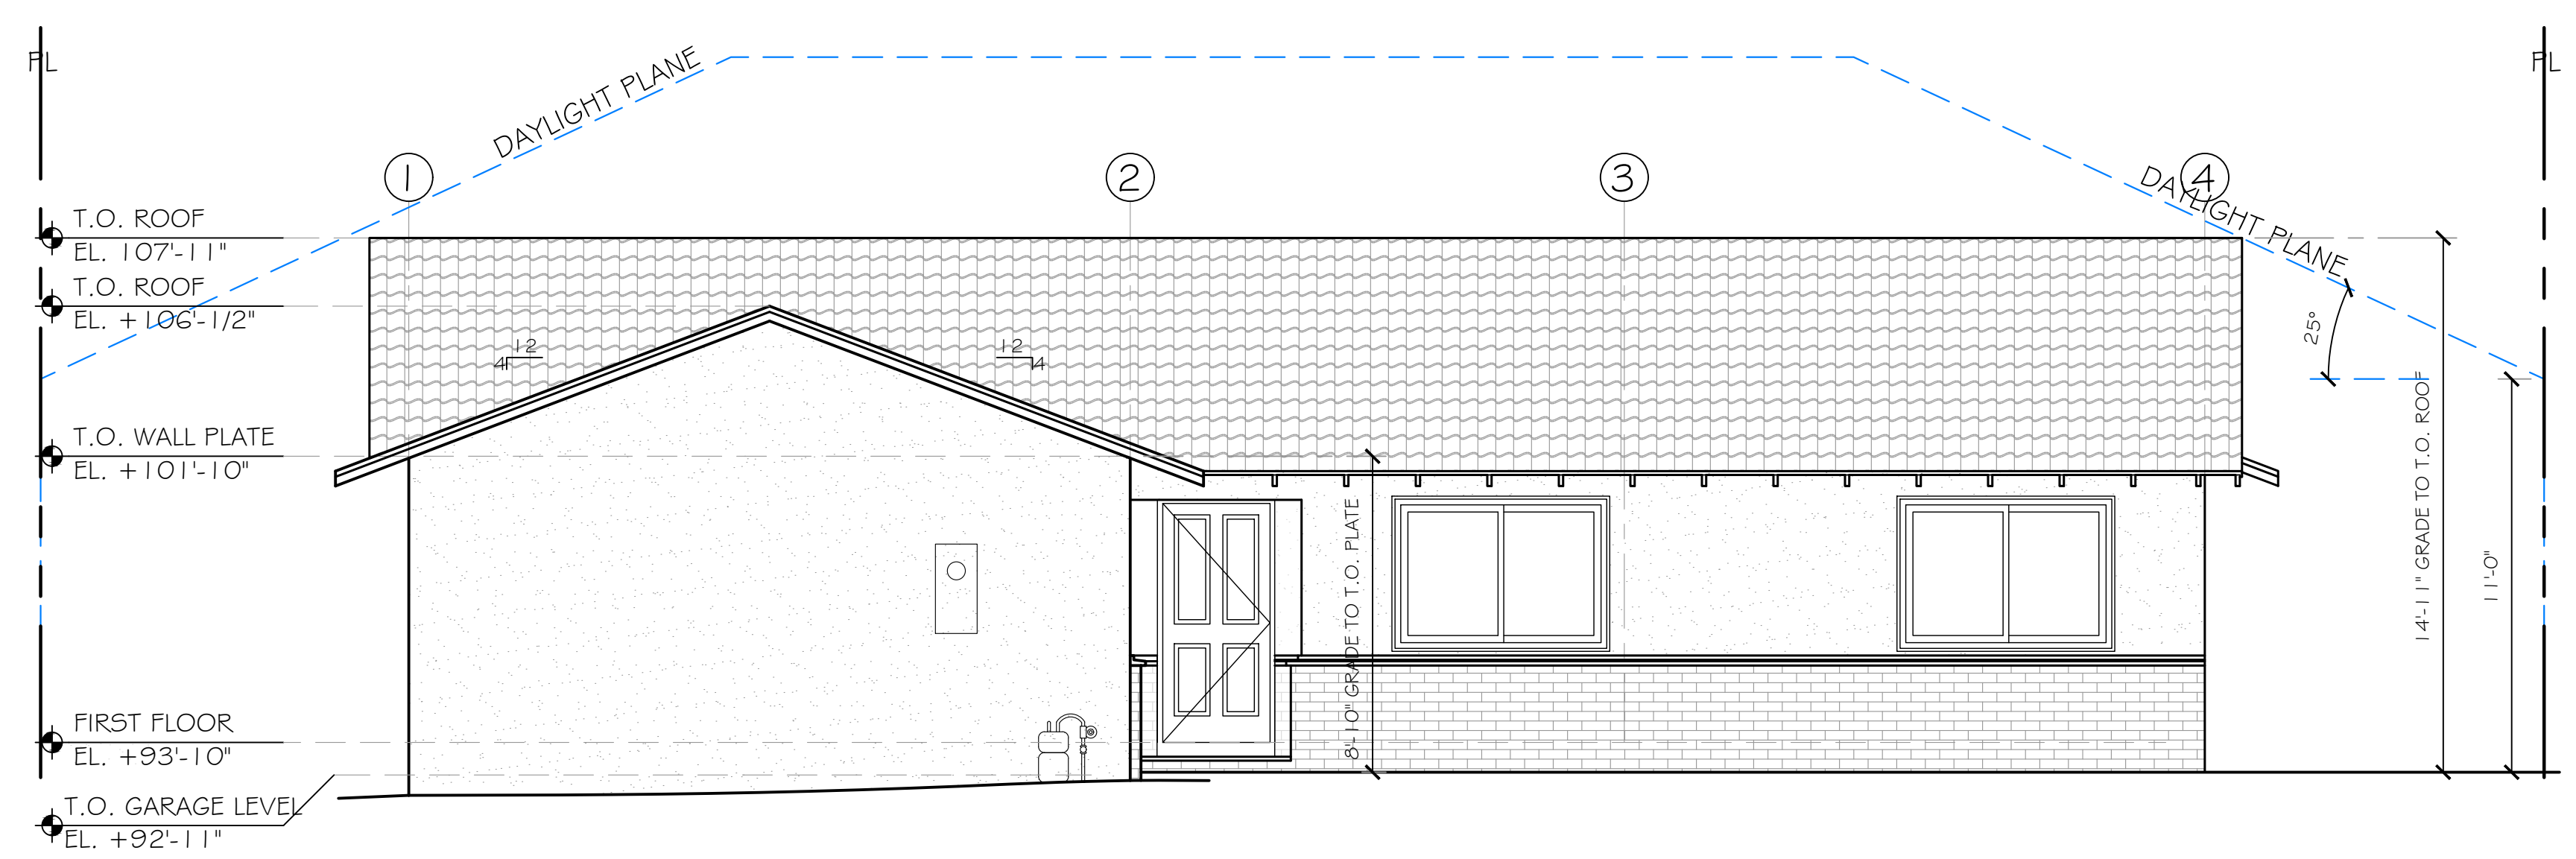 PL
PL
DAYLIGHT PLANE
1
2
3
4
DAYLIGHT PLANE
T.O. ROOF
EL. 107'-11"
T.O. ROOF
EL. +106'-1/2"
25°
12
4
12
4
T.O. WALL PLATE
EL. +101'-10"
8'-10" GRADE TO T.O. PLATE
14'-11" GRADE TO T.O. ROOF
11'-0"
FIRST FLOOR
EL. +93'-10"
T.O. GARAGE LEVEL
EL. +92'-11"